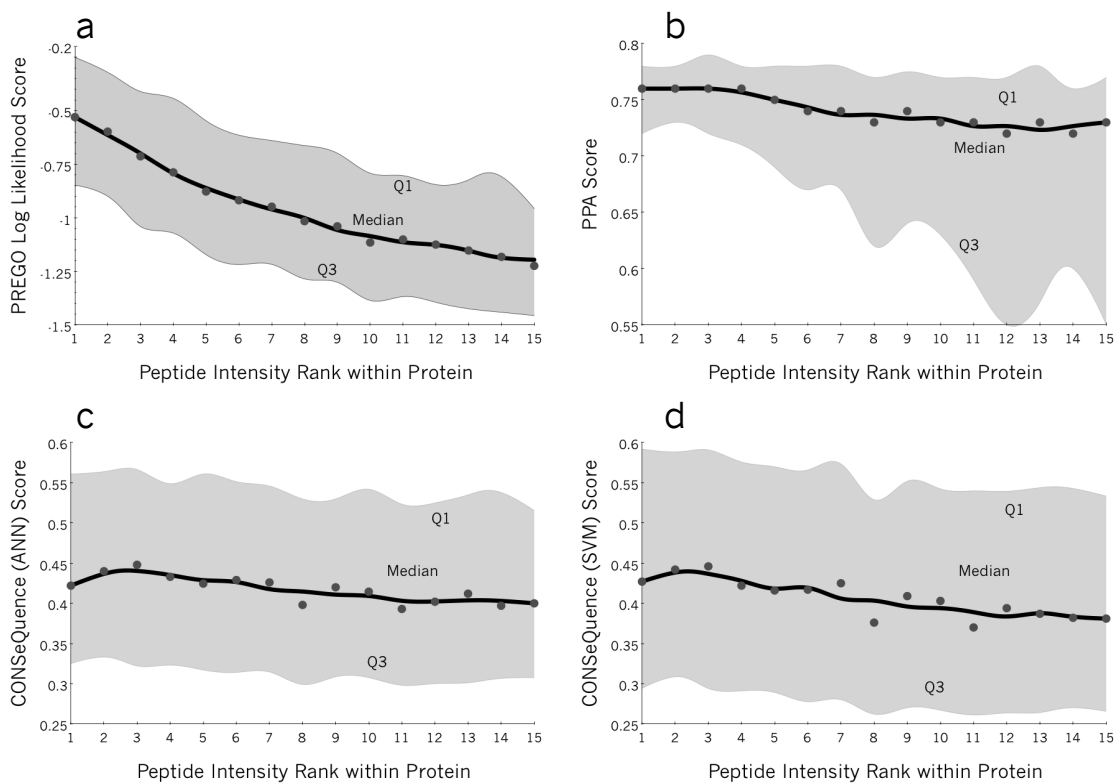 a
PREGO Log Likelihood Score
-0.2
-0.5
-0.75
-1
-1.25
-1.5
Q1
Median
Q3
1 2 3 4 5 6 7 8 9 10 11 12 13 14 15
Peptide Intensity Rank within Protein
b
PPA Score
0.8
0.75
0.7
0.65
0.6
0.55
Q1
Median
Q3
1 2 3 4 5 6 7 8 9 10 11 12 13 14 15
Peptide Intensity Rank within Protein
c
CONSeQuence (ANN) Score
0.6
0.55
0.5
0.45
0.4
0.35
0.3
0.25
Q1
Median
Q3
1 2 3 4 5 6 7 8 9 10 11 12 13 14 15
Peptide Intensity Rank within Protein
d
CONSeQuence (SVM) Score
0.6
0.55
0.5
0.45
0.4
0.35
0.3
0.25
Q1
Median
Q3
1 2 3 4 5 6 7 8 9 10 11 12 13 14 15
Peptide Intensity Rank within Protein